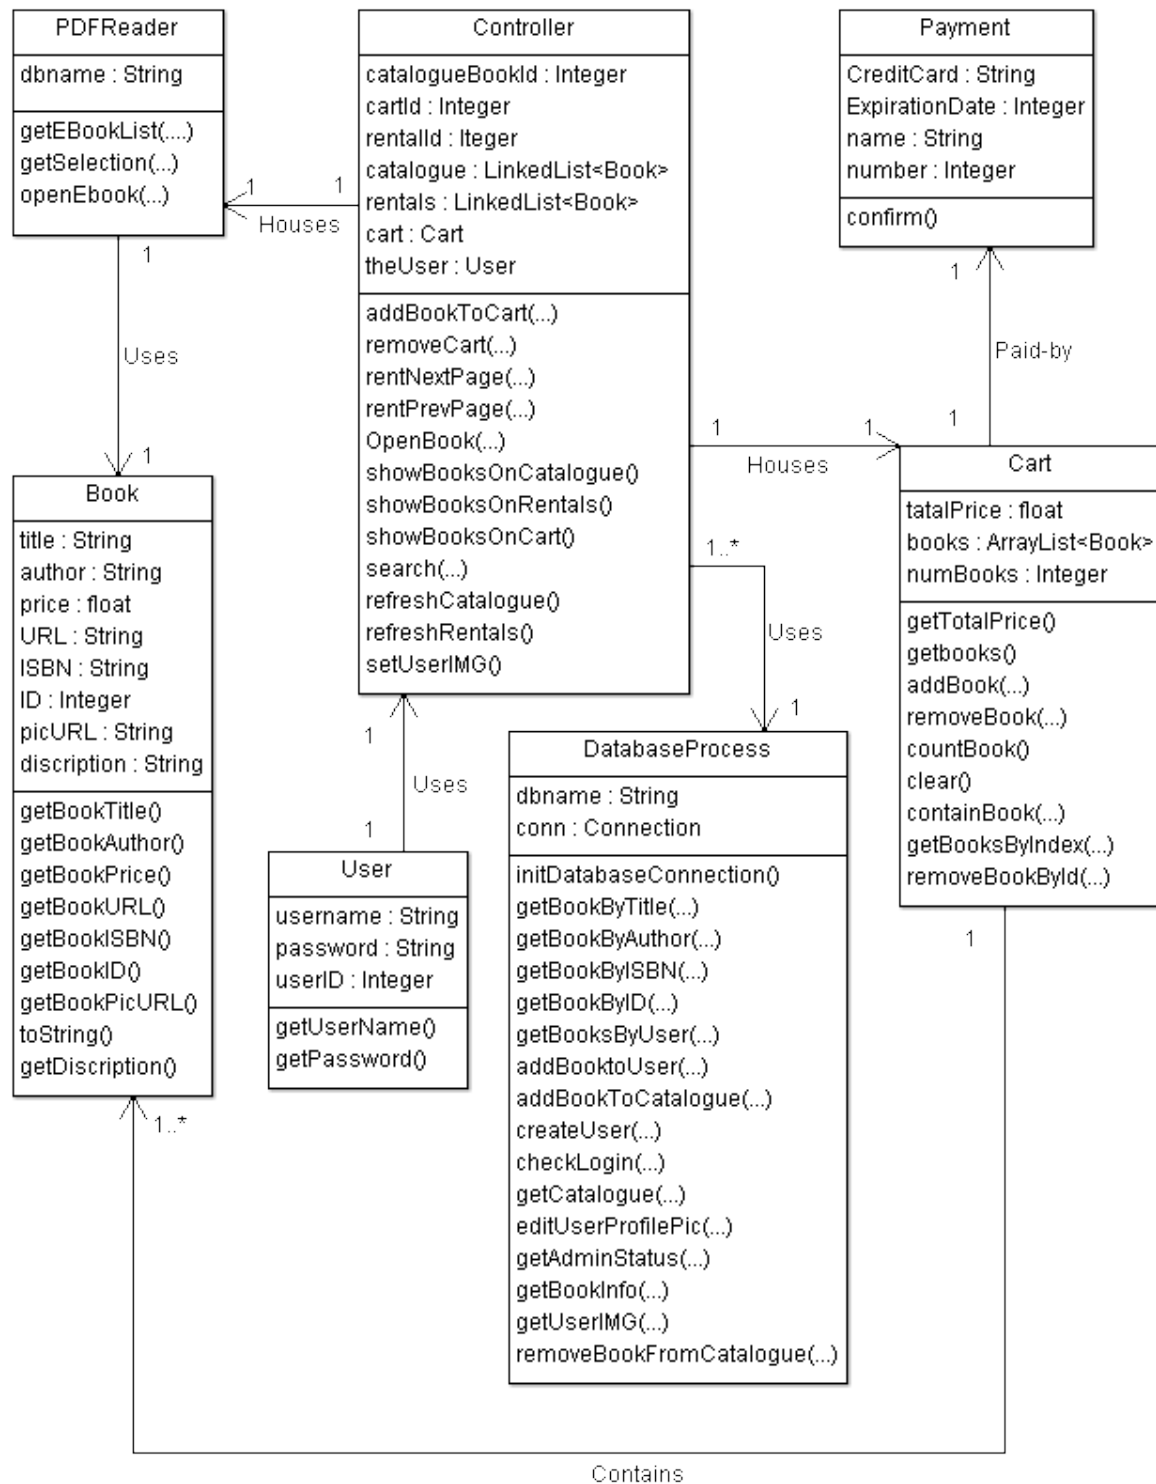 PDFReader
dbname : String
getEBookList(....)
getSelection(...)
openEbook(...)
Controller
catalogueBookId : Integer
cartId : Integer
rentalId : Iteger
catalogue : LinkedList<Book>
rentals : LinkedList<Book>
cart : Cart
theUser : User
addBookToCart(...)
removeCart(...)
rentNextPage(...)
rentPrevPage(...)
OpenBook(...)
showBooksOnCatalogue()
showBooksOnRentals()
showBooksOnCart()
search(...)
refreshCatalogue()
refreshRentals()
setUserIMG()
Payment
CreditCard : String
ExpirationDate : Integer
name : String
number : Integer
confirm()
1
1
Houses
1
Uses
1
1
Paid-by
1
1
1
Houses
1..*
Uses
1
Book
title : String
author : String
price : float
URL : String
ISBN : String
ID : Integer
picURL : String
discription : String
getBookTitle()
getBookAuthor()
getBookPrice()
getBookURL()
getBookISBN()
getBookID()
getBookPicURL()
toString()
getDiscription()
Cart
tatalPrice : float
books : ArrayList<Book>
numBooks : Integer
getTotalPrice()
getbooks()
addBook(...)
removeBook(...)
countBook()
clear()
containBook(...)
getBooksByIndex(...)
removeBookById(...)
1
Uses
1
User
username : String
password : String
userID : Integer
getUserName()
getPassword()
DatabaseProcess
dbname : String
conn : Connection
initDatabaseConnection()
getBookByTitle(...)
getBookByAuthor(...)
getBookByISBN(...)
getBookByID(...)
getBooksByUser(...)
addBooktoUser(...)
addBookToCatalogue(...)
createUser(...)
checkLogin(...)
getCatalogue(...)
editUserProfilePic(...)
getAdminStatus(...)
getBookInfo(...)
getUserIMG(...)
removeBookFromCatalogue(...)
1
1..*
Contains